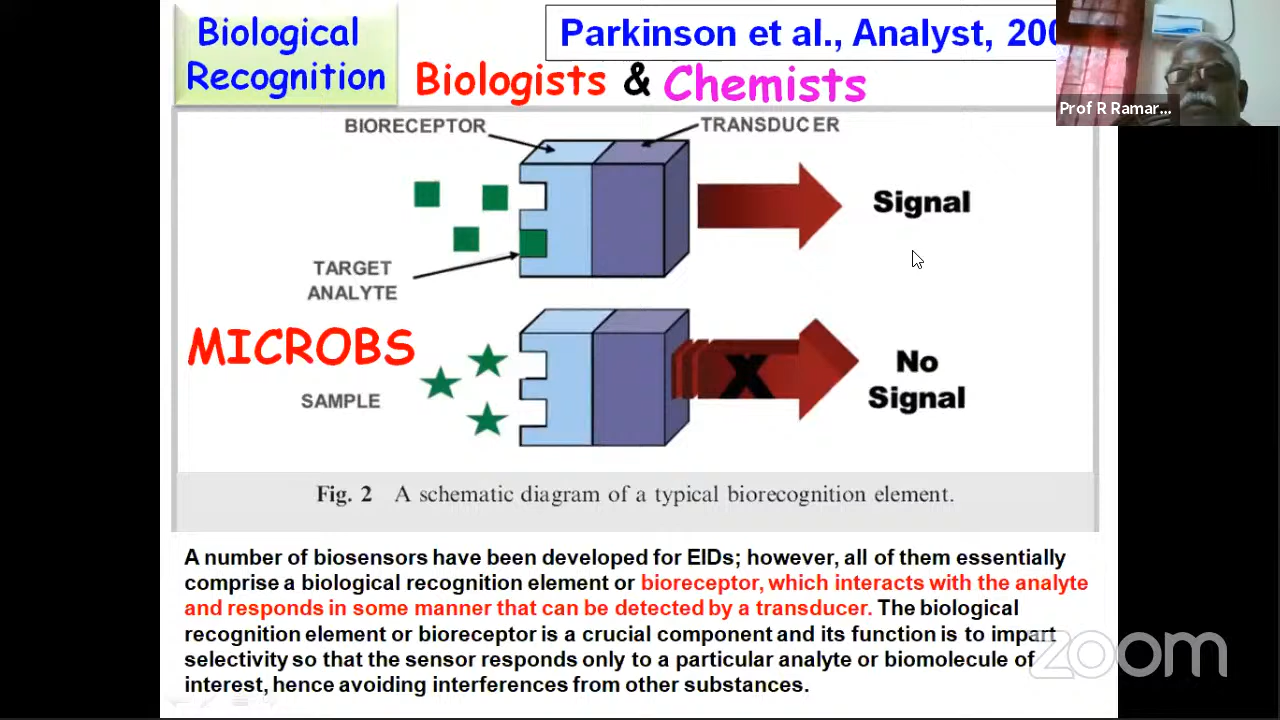 Biological
Recognition
Parkinson et al., Analyst, 200
Biologists & Chemists
Prof R Ramar...
BIORECEPTOR
TRANSDUCER
Signal
TARGET
ANALYTE
MICROBS
SAMPLE
X
No
Signal
Fig. 2 A schematic diagram of a typical biorecognition element.
A number of biosensors have been developed for EIDs; however, all of them essentially
comprise a biological recognition element or bioreceptor, which interacts with the analyte
and responds in some manner that can be detected by a transducer. The biological
recognition element or bioreceptor is a crucial component and its function is to impart
selectivity so that the sensor responds only to a particular analyte or biomolecule of
interest, hence avoiding interferences from other substances.
zoom